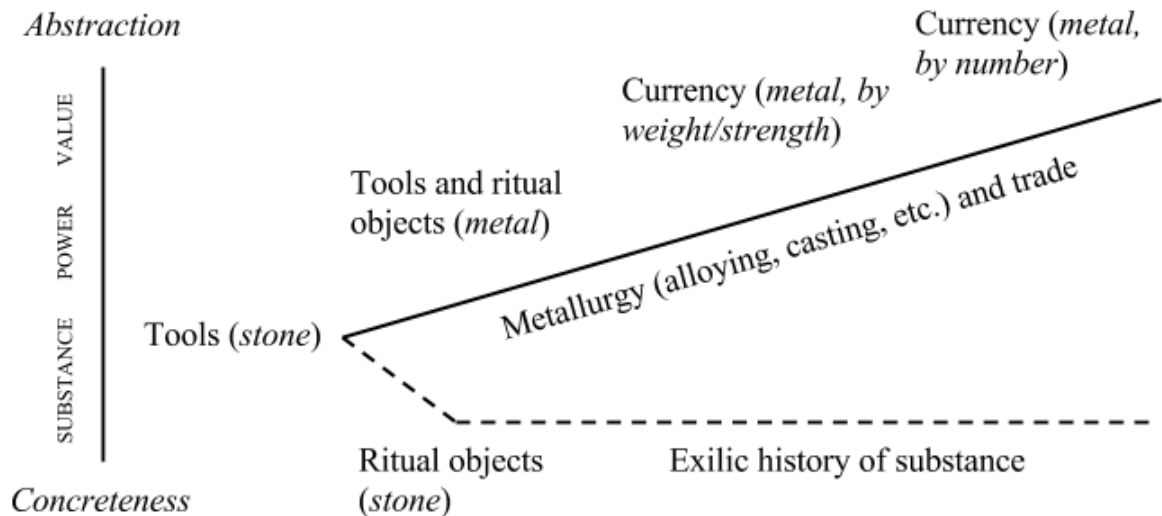 Abstraction
Currency (metal,
by number)
Currency (metal, by
weight/strength)
VALUE
Tools and ritual
objects (metal)
POWER
Metallurgy (alloying, casting, etc.) and trade
Tools (stone)
SUBSTANCE
Ritual objects
(stone)
Exilic history of substance
Concreteness